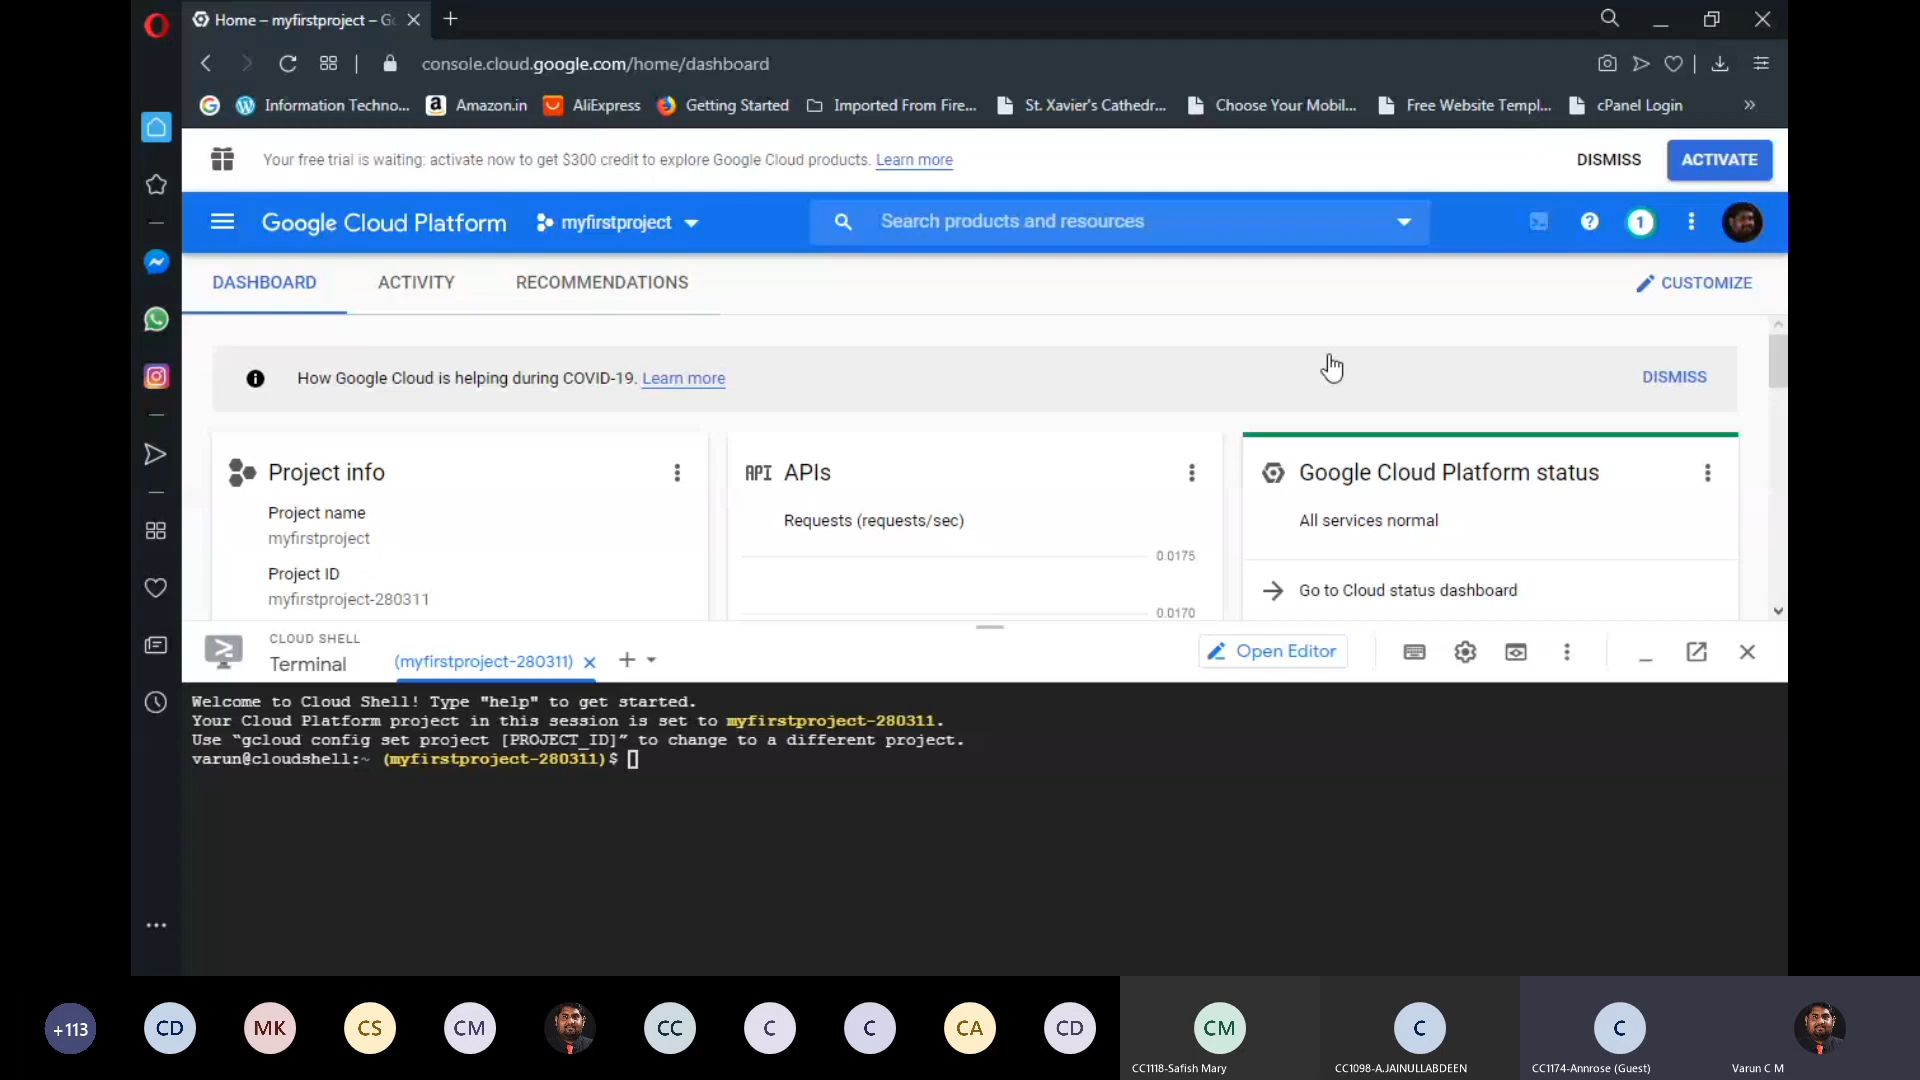 Home – myfirstproject – G
console.cloud.google.com/home/dashboard
Information Techno...
Amazon.in
AliExpress
Getting Started
Imported From Fire...
St. Xavier's Cathedr...
Choose Your Mobil...
Free Website Templ...
cPanel Login
»
Your free trial is waiting: activate now to get $300 credit to explore Google Cloud products. Learn more
DISMISS
ACTIVATE
Google Cloud Platform
myfirstproject
Search products and resources
1
DASHBOARD
ACTIVITY
RECOMMENDATIONS
CUSTOMIZE
How Google Cloud is helping during COVID-19. Learn more
DISMISS
Project info
Project name
myfirstproject
Project ID
myfirstproject-280311
API APIs
Requests (requests/sec)
0.0175
0.0170
Google Cloud Platform status
All services normal
Go to Cloud status dashboard
CLOUD SHELL
Terminal
(myfirstproject-280311)
Open Editor
Welcome to Cloud Shell! Type "help" to get started.
Your Cloud Platform project in this session is set to myfirstproject-280311.
Use “gcloud config set project [PROJECT_ID]” to change to a different project.
varun@cloudshell:~ (myfirstproject-280311)$
+113
CD
MK
CS
CM
CC
C
C
CA
CD
CM
CC1118-Safish Mary
C
CC1098-A.JAINULLABDEEN
C
CC1174-Annrose (Guest)
Varun C M